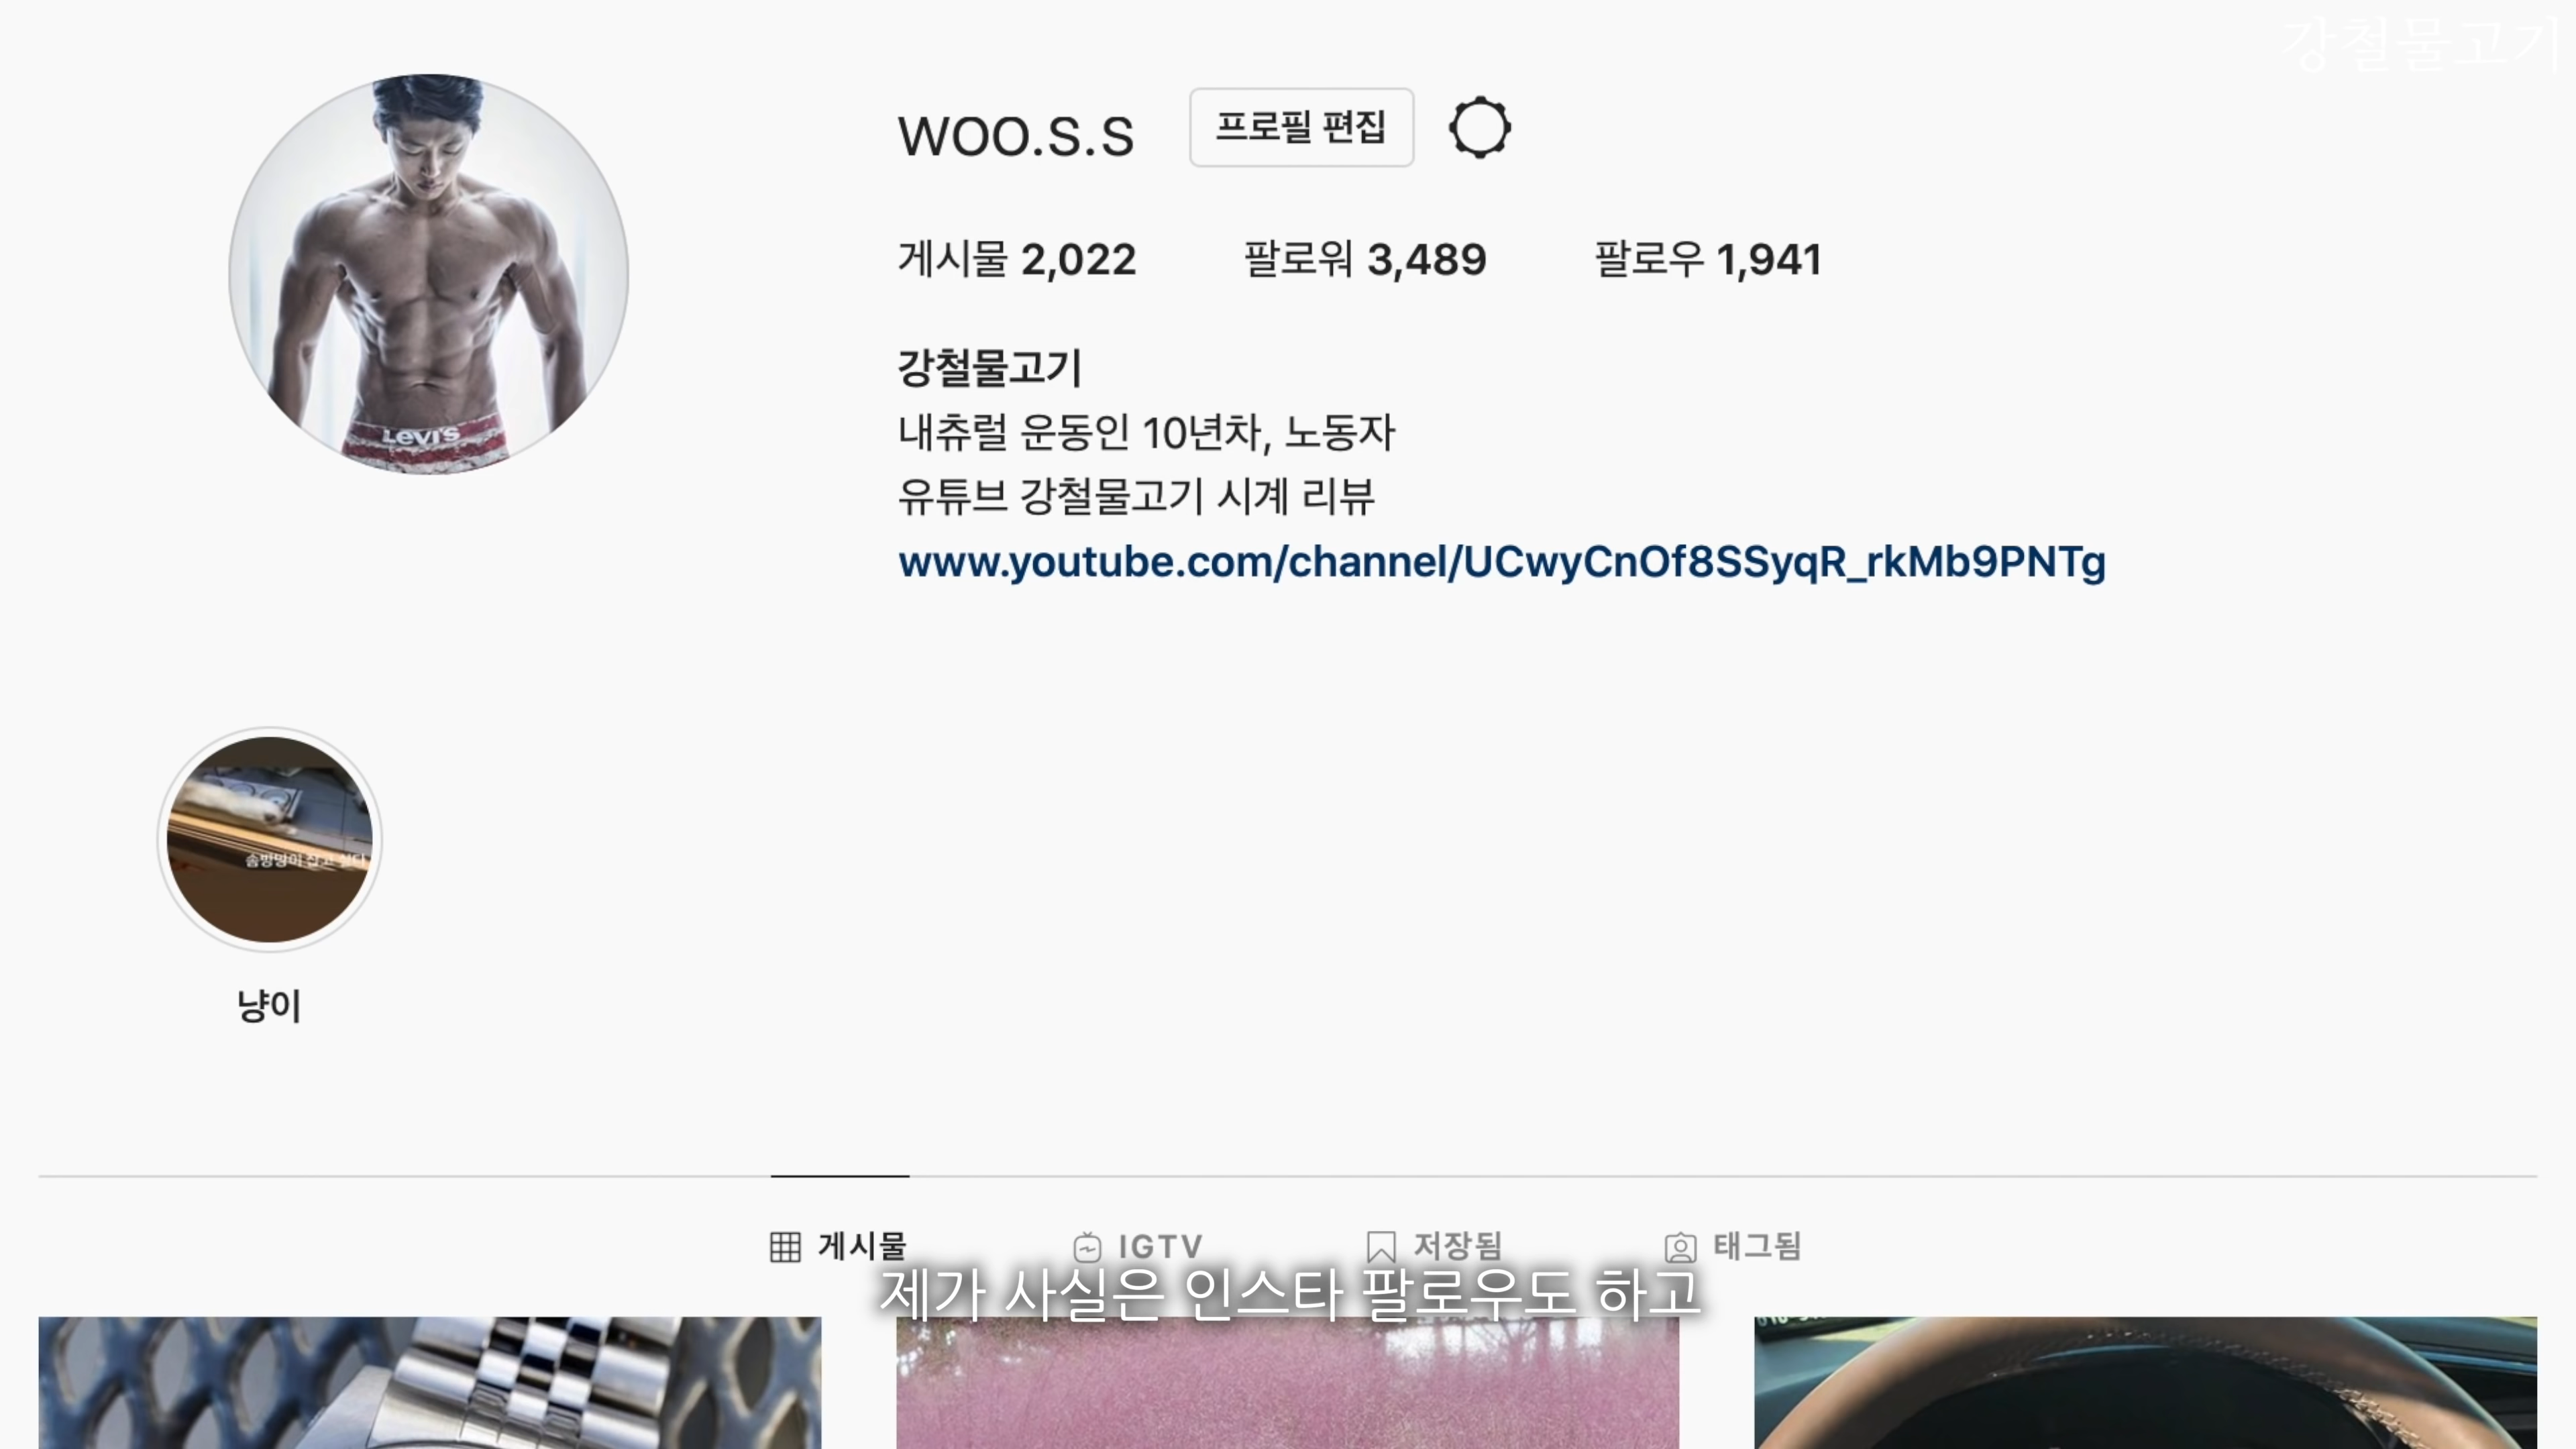 강철물고기
WOO.S.S
프로필 편집
게시물 2,022 팔로워 3,489 팔로우 1,941
강철물고기
내츄럴 운동인 10년차, 노동자
유튜브 강철물고기 시계 리뷰
www.youtube.com/channel/UCwyCnOf8SSyqR_rkMb9PNTg
Levi's
냥이
게시물 IGTV 저장됨 태그됨
제가 사실은 인스타 팔로우도 하고